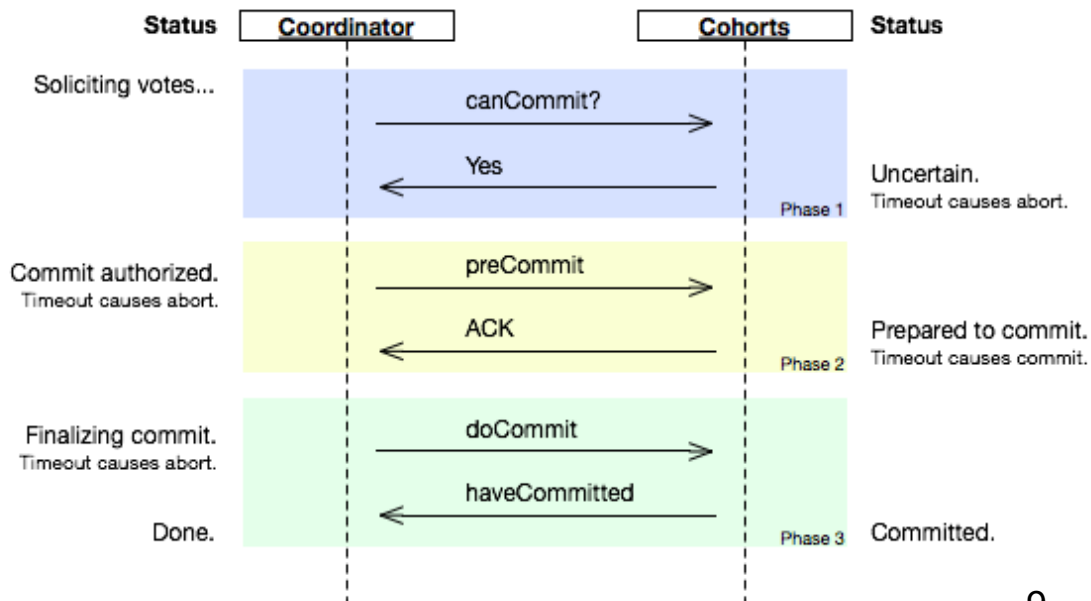 Status Coordinator Cohorts Status
Soliciting votes...
canCommit?
Yes
Uncertain.
Timeout causes abort.
Phase 1
Commit authorized.
Timeout causes abort.
preCommit
ACK
Prepared to commit.
Timeout causes commit.
Phase 2
Finalizing commit.
Timeout causes abort.
doCommit
haveCommitted
Done.
Phase 3
Committed.